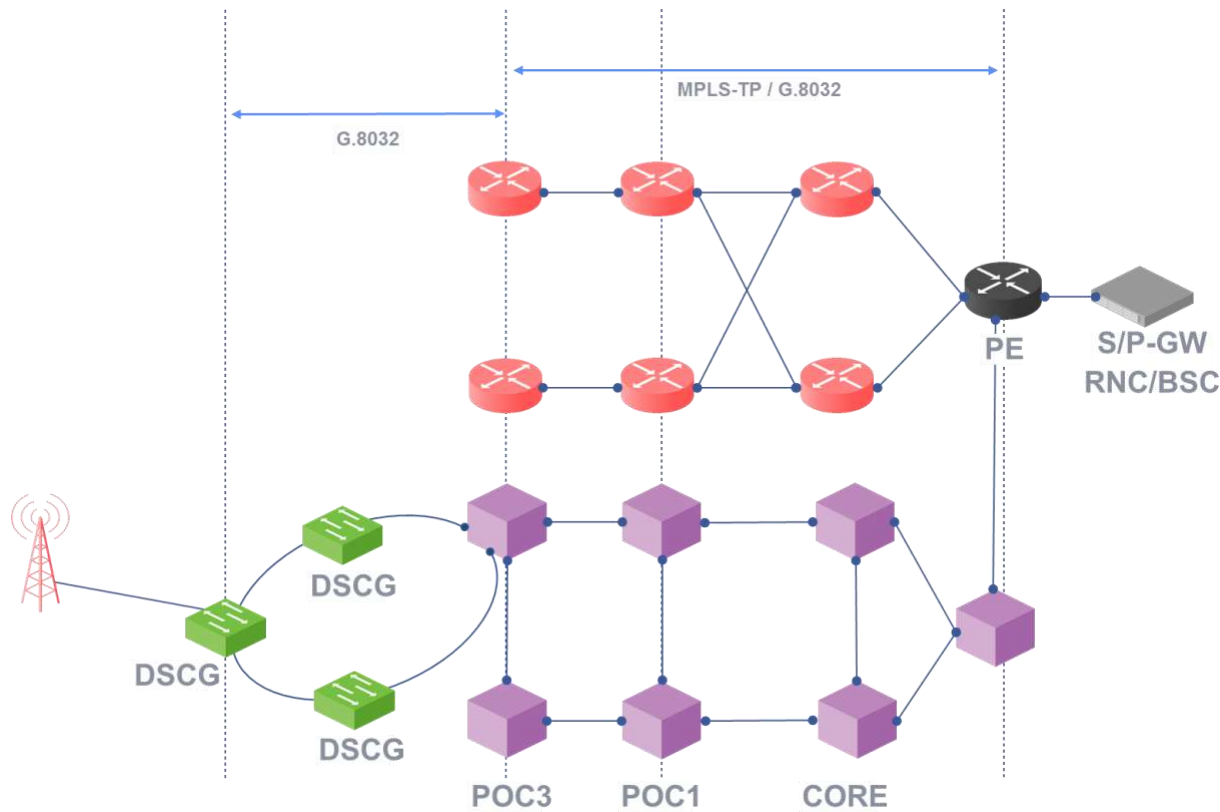 MPLS-TP / G.8032
G.8032
PE
S/P-GW
RNC/BSC
DSCG
DSCG
DSCG
POC3
POC1
CORE